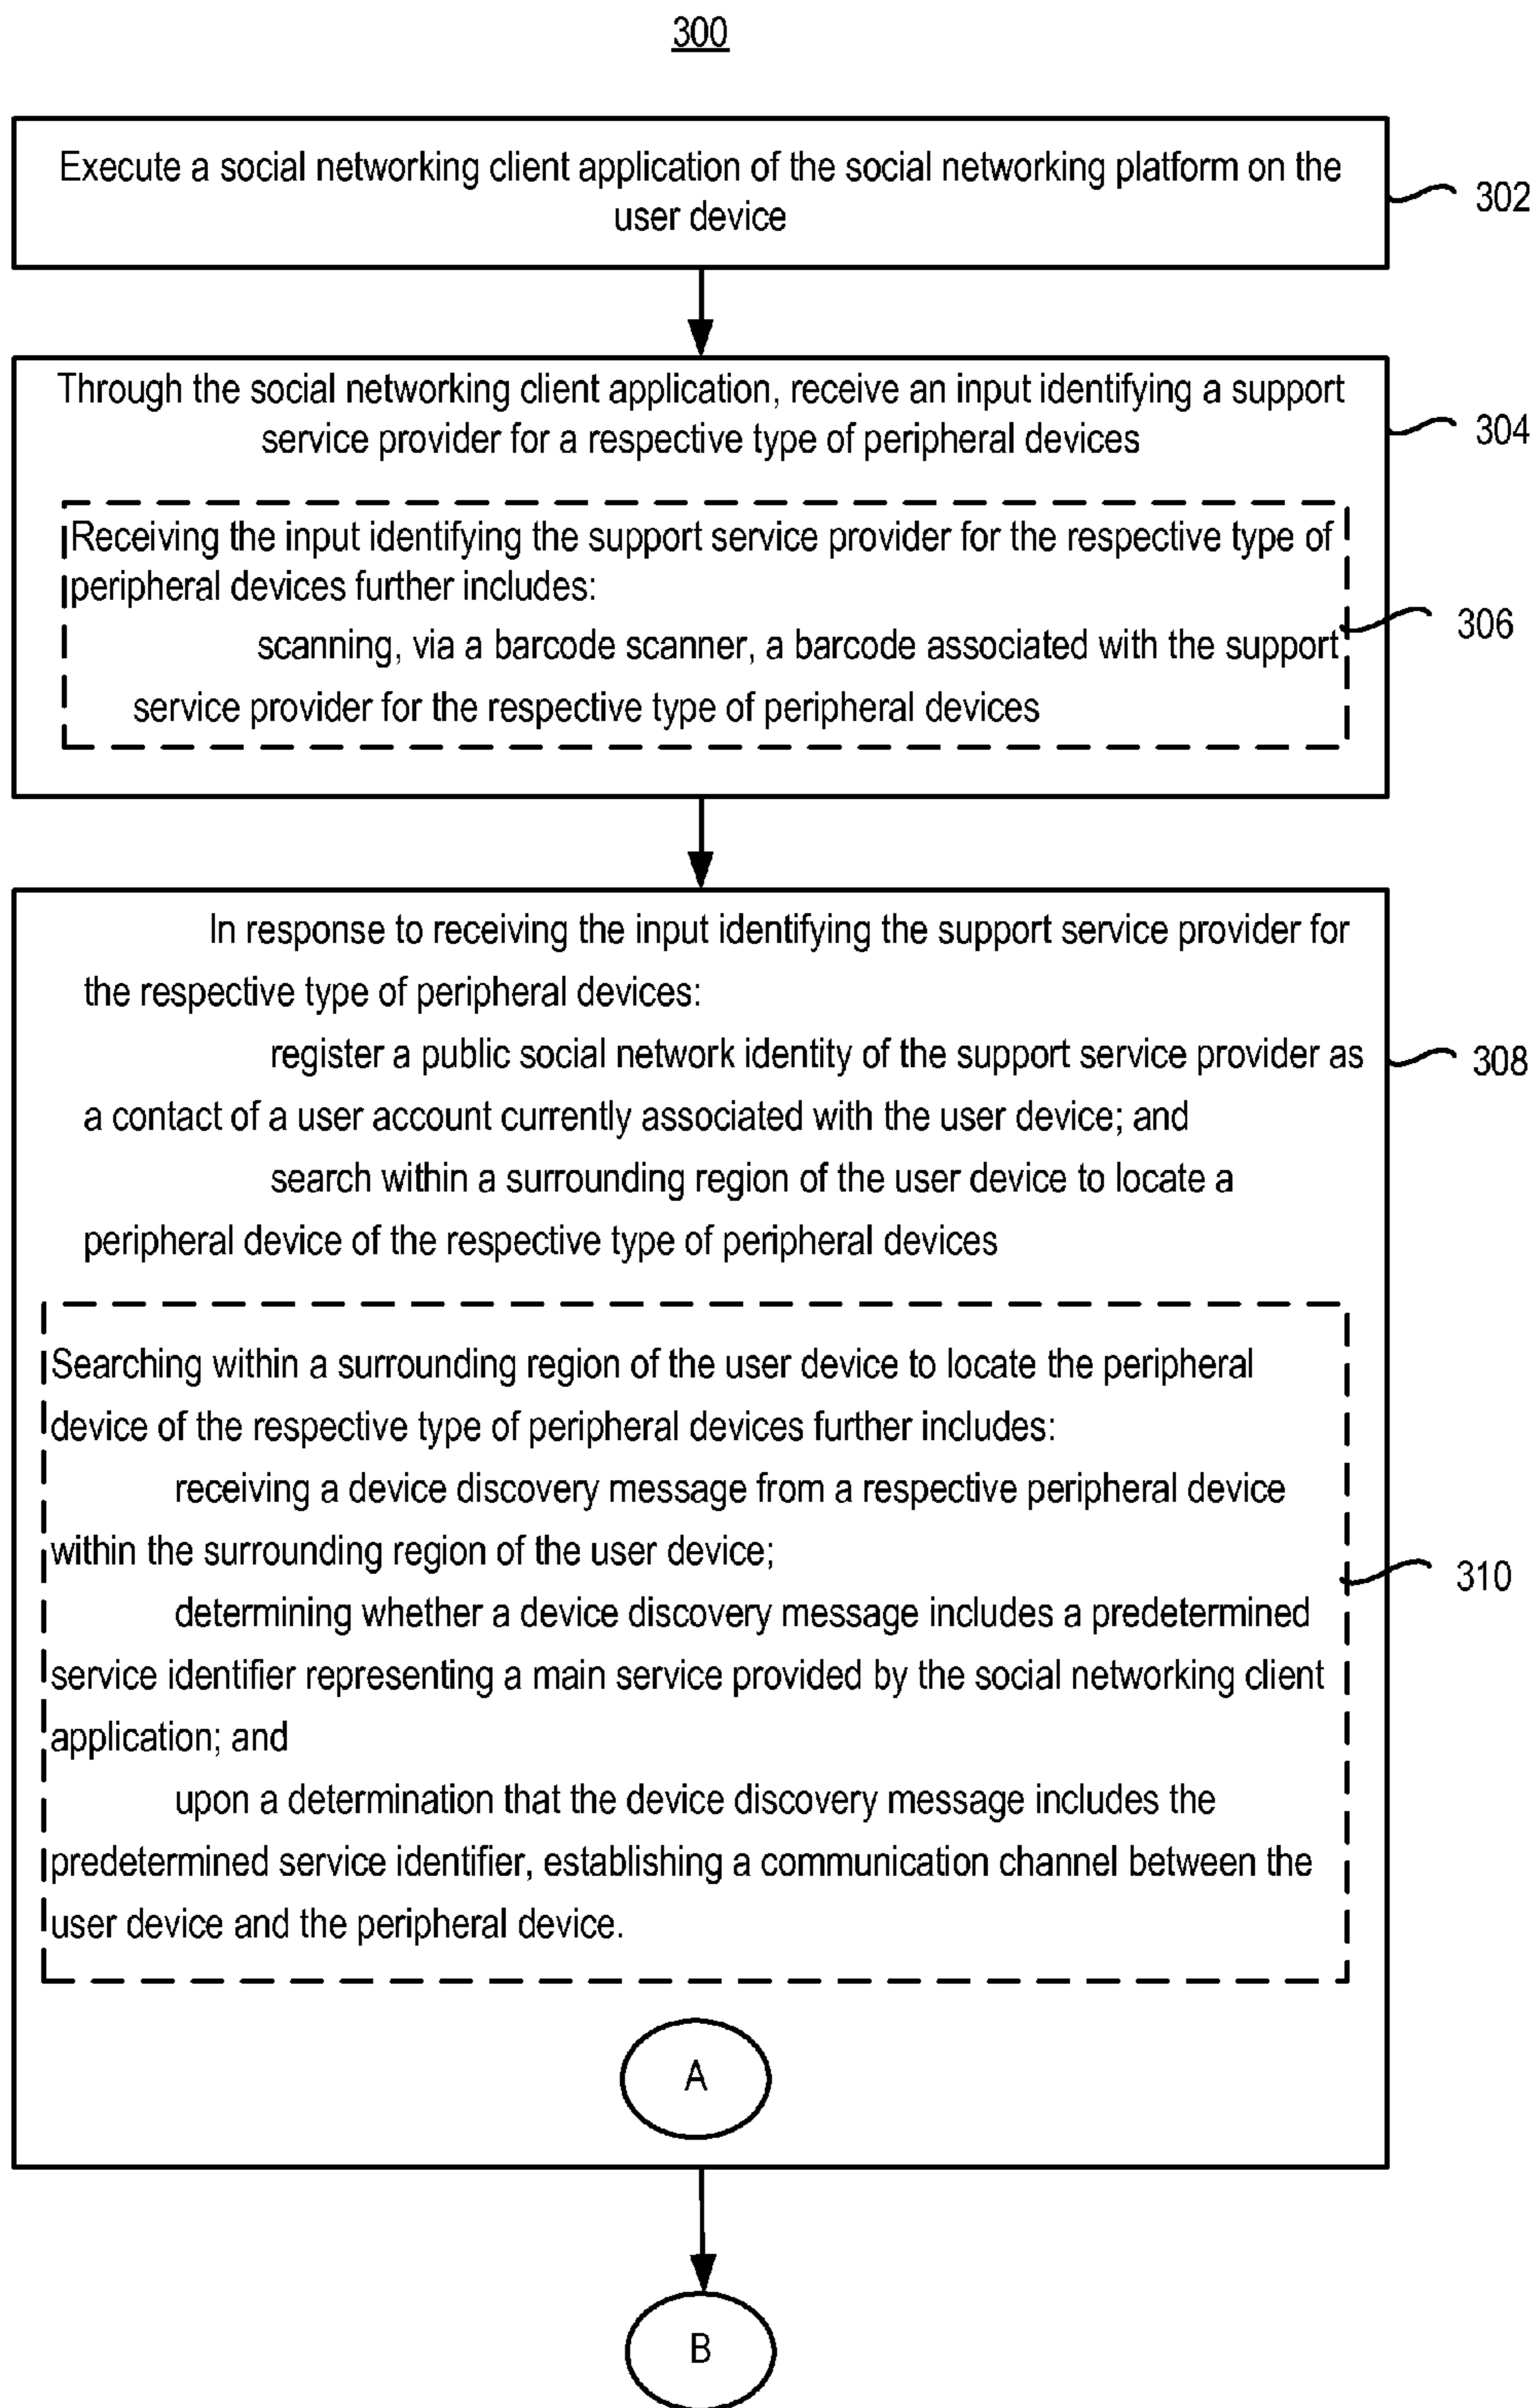 300
Execute a social networking client application of the social networking platform on the
user device
302
Through the social networking client application, receive an input identifying a support
service provider for a respective type of peripheral devices
304
Receiving the input identifying the support service provider for the respective type of
peripheral devices further includes:
scanning, via a barcode scanner, a barcode associated with the support
service provider for the respective type of peripheral devices
306
In response to receiving the input identifying the support service provider for
the respective type of peripheral devices:
register a public social network identity of the support service provider as
a contact of a user account currently associated with the user device; and
search within a surrounding region of the user device to locate a
peripheral device of the respective type of peripheral devices
308
Searching within a surrounding region of the user device to locate the peripheral
device of the respective type of peripheral devices further includes:
receiving a device discovery message from a respective peripheral device
within the surrounding region of the user device;
determining whether a device discovery message includes a predetermined
service identifier representing a main service provided by the social networking client
application; and
upon a determination that the device discovery message includes the
predetermined service identifier, establishing a communication channel between the
user device and the peripheral device.
310
A
B